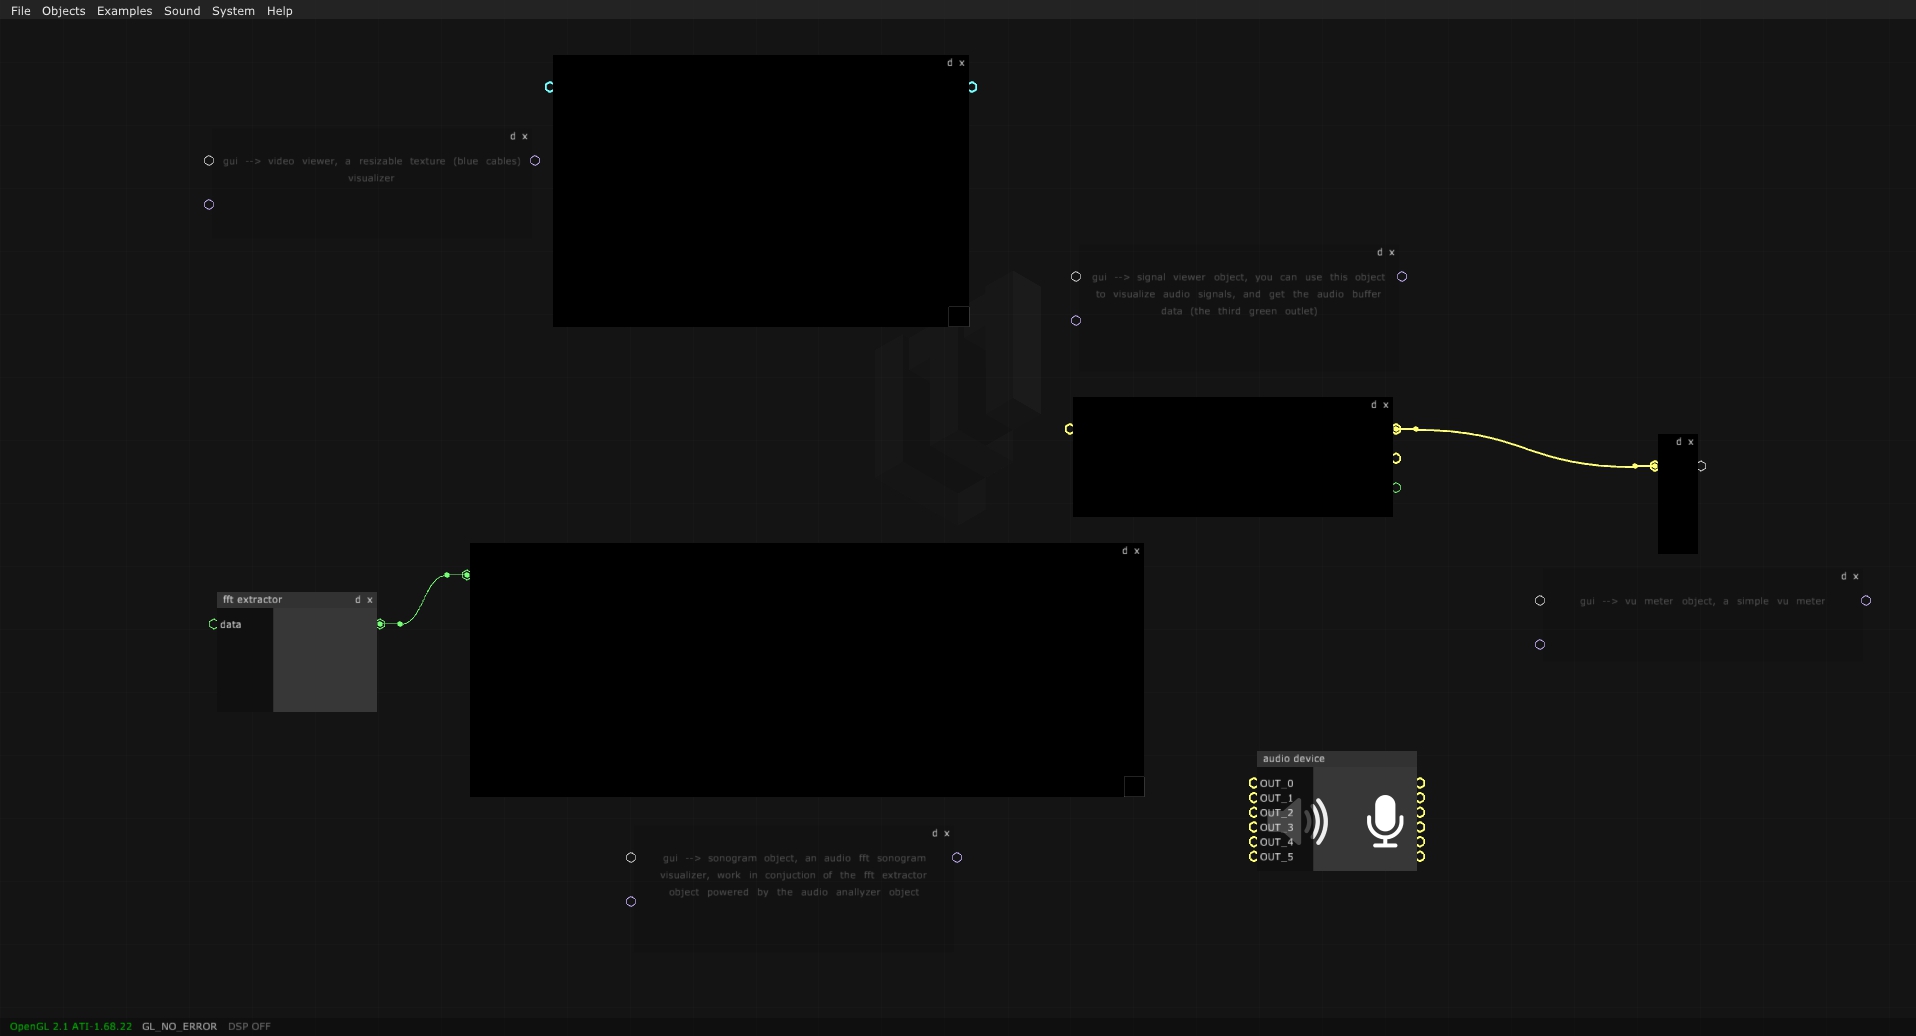 File Objects Examples Sound System Help
d x
d x
gui --> video viewer, a resizable texture (blue cables)
visualizer
d x
gui --> signal viewer object, you can use this object
to visualize audio signals, and get the audio buffer
data (the third green outlet)
d x
d x
d x
fft extractor d x
data
d x
gui --> vu meter object, a simple vu meter
audio device
OUT_0
OUT_1
OUT_2
OUT_3
OUT_4
OUT_5
d x
gui --> sonogram object, an audio fft sonogram
visualizer, work in conjuction of the fft extractor
object powered by the audio analyzer object
OpenGL 2.1 ATI-1.68.22 GL_NO_ERROR DSP OFF